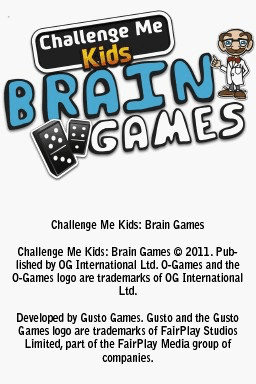 Challenge Me
Kids
BRAIN
GAMES
Challenge Me Kids: Brain Games
Challenge Me Kids: Brain Games © 2011. Pub-
lished by OG International Ltd. O-Games and the
O-Games logo are trademarks of OG International
Ltd.
Developed by Gusto Games. Gusto and the Gusto
Games logo are trademarks of FairPlay Studios
Limited, part of the FairPlay Media group of
companies.